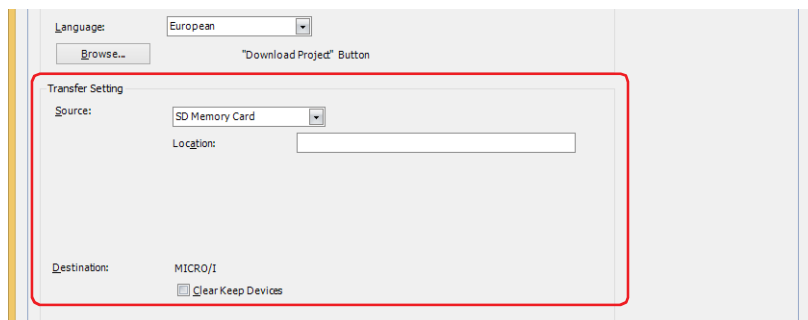 Language: European
Browse... "Download Project" Button
Transfer Setting
Source: SD Memory Card
Location:
Destination: MICRO/I
Clear Keep Devices